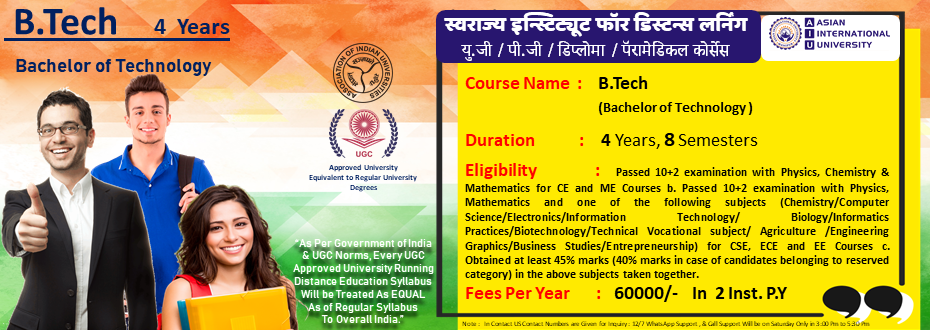 B.Tech 4 Years
Bachelor of Technology
ASSOCIATION OF INDIAN UNIVERSITIES
UGC
Approved University
Equivalent to Regular University
Degrees
"As Per Government of India
& UGC Norms, Every UGC
Approved University Running
Distance Education Syllabus
Will be Treated As EQUAL
As of Regular Syllabus
To Overall India."
स्वराज्य इन्स्टिट्यूट फॉर डिस्टन्स लर्निंग
यु.जी / पी.जी / डिप्लोमा / पॅरामेडिकल कोर्सेस
AIU
ASIAN
INTERNATIONAL
UNIVERSITY
Course Name : B.Tech
(Bachelor of Technology )
Duration : 4 Years, 8 Semesters
Eligibility : Passed 10+2 examination with Physics, Chemistry &
Mathematics for CE and ME Courses b. Passed 10+2 examination with Physics,
Mathematics and one of the following subjects (Chemistry/Computer
Science/Electronics/Information Technology/ Biology/Informatics
Practices/Biotechnology/Technical Vocational subject/ Agriculture /Engineering
Graphics/Business Studies/Entrepreneurship) for CSE, ECE and EE Courses c.
Obtained at least 45% marks (40% marks in case of candidates belonging to reserved
category) in the above subjects taken together.
Fees Per Year : 60000/- In 2 Inst. P.Y
Note : In Contact US Contact Numbers are Given for Inquiry : 12/7 WhatsApp Support , & Call Support Will be on Saturday Only in 3:00 Pm to 5:30 Pm